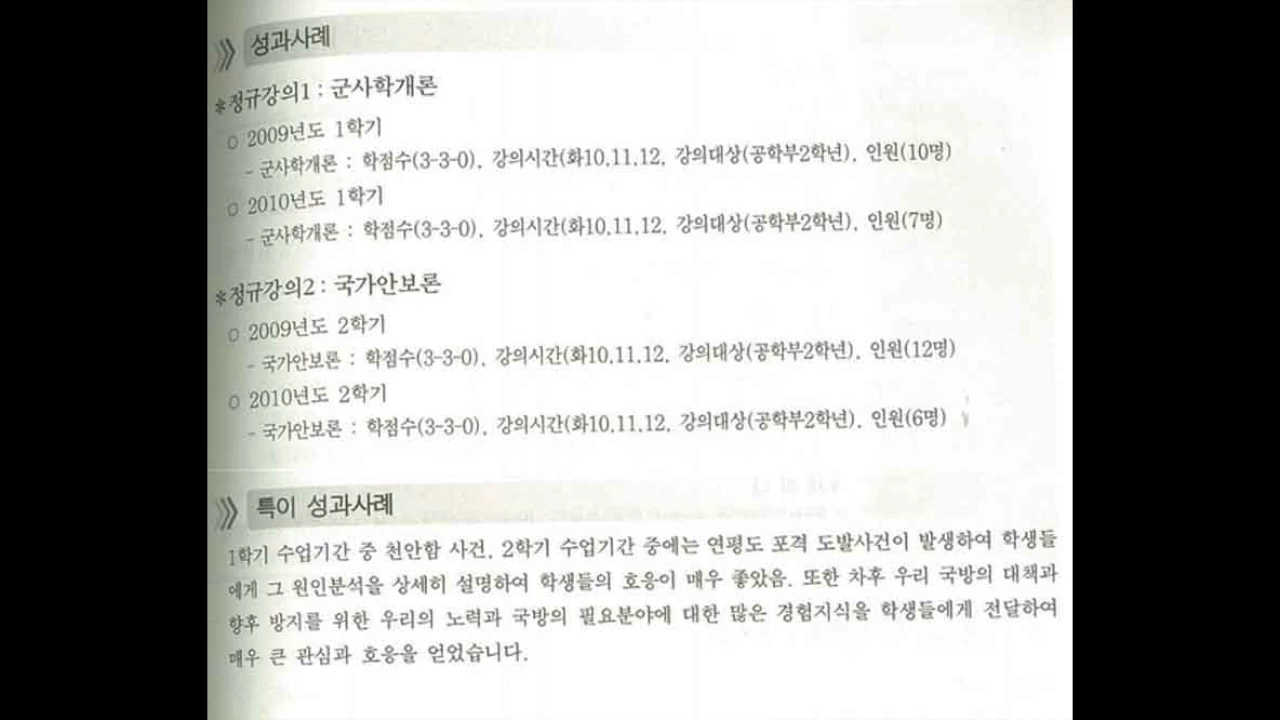 성과사례
*정규강의1 : 군사학개론
○ 2009년도 1학기
- 군사학개론 : 학점수(3-3-0), 강의시간(화10,11,12, 강의대상(공학부2학년), 인원(10명)
○ 2010년도 1학기
- 군사학개론 : 학점수(3-3-0), 강의시간(화10,11,12, 강의대상(공학부2학년), 인원(7명)
*정규강의2 : 국가안보론
○ 2009년도 2학기
- 국가안보론 : 학점수(3-3-0), 강의시간(화10,11,12, 강의대상(공학부2학년), 인원(12명)
○ 2010년도 2학기
- 국가안보론 : 학점수(3-3-0), 강의시간(화10,11,12, 강의대상(공학부2학년), 인원(6명)
특이 성과사례
1학기 수업기간 중 천안함 사건, 2학기 수업기간 중에는 연평도 포격 도발사건이 발생하여 학생들
에게 그 원인분석을 상세히 설명하여 학생들의 호응이 매우 좋았음. 또한 차후 우리 국방의 대책과
향후 방지를 위한 우리의 노력과 국방의 필요분야에 대한 많은 경험지식을 학생들에게 전달하여
매우 큰 관심과 호응을 얻었습니다.